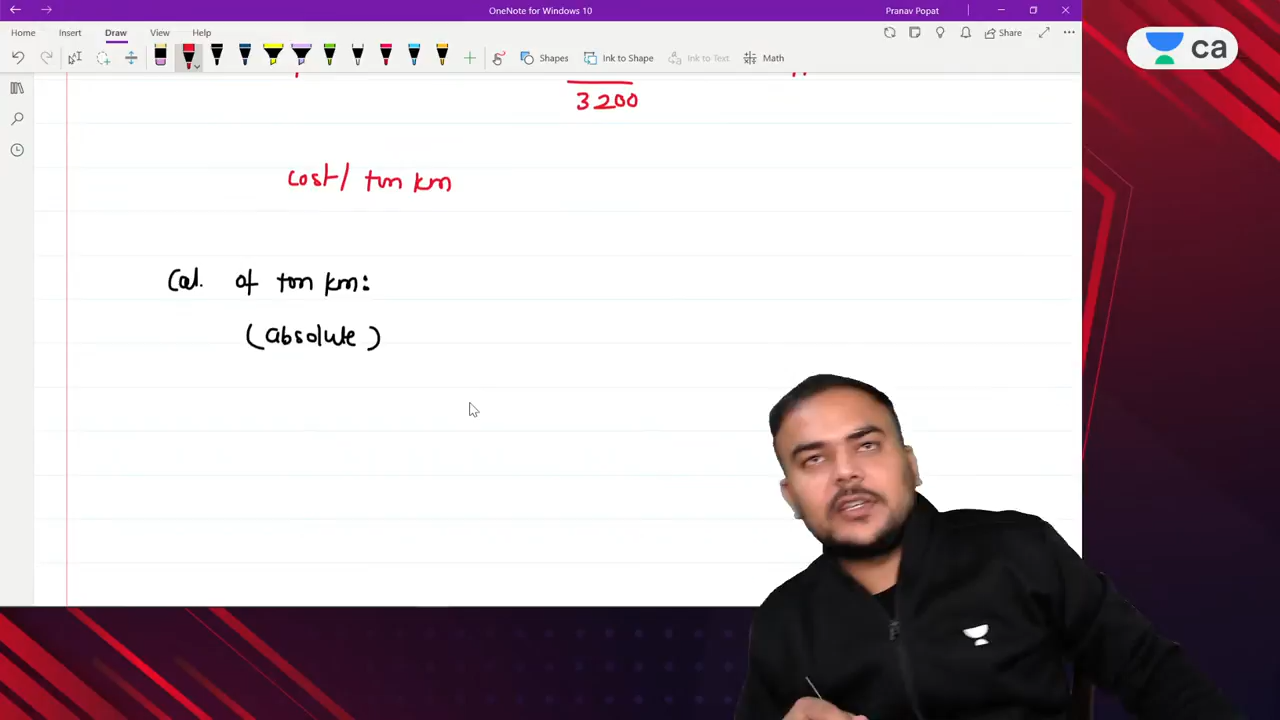 OneNote for Windows 10
Pranav Popat
Home Insert Draw View Help
Share
Shapes Ink to Shape Ink to Text Math
ca
3200
Cost/ ton km
Cal. of ton km:
(absolute)